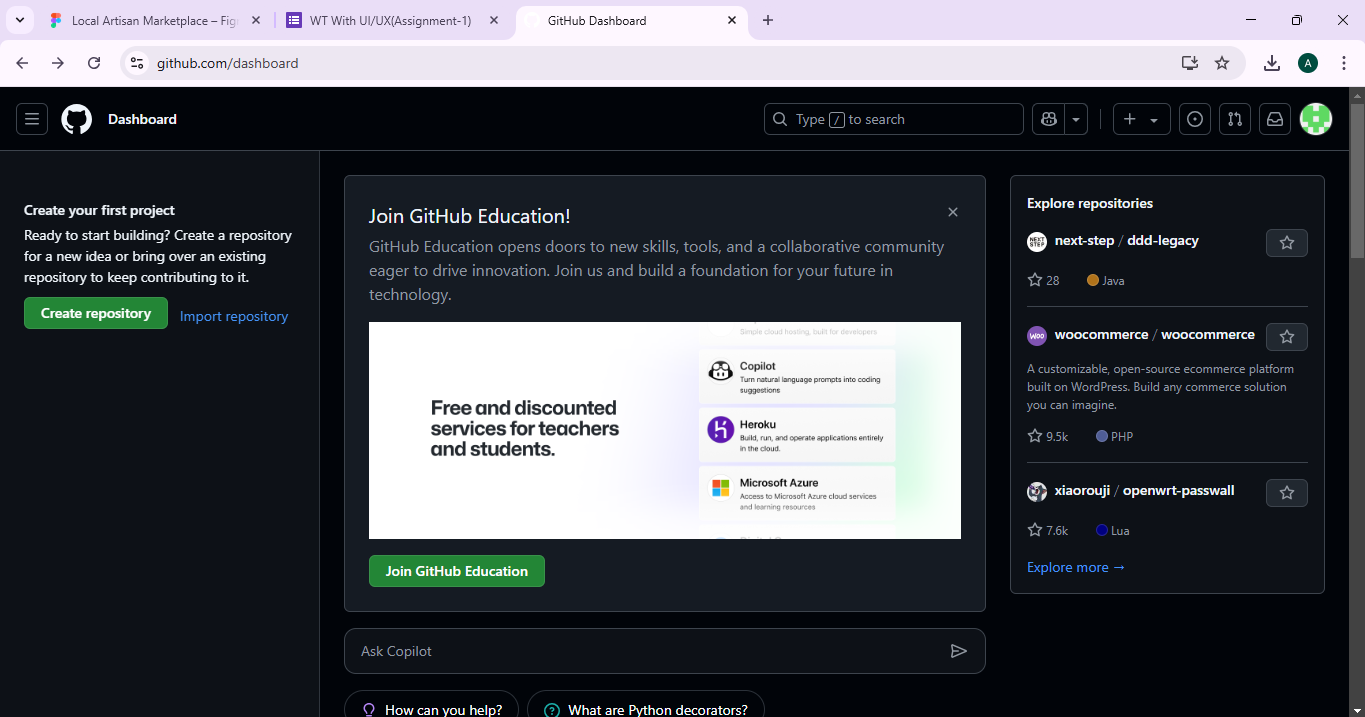 Local Artisan Marketplace – Fig
WT With UI/UX(Assignment-1)
GitHub Dashboard
github.com/dashboard
A
Dashboard
Type / to search
Create your first project
Ready to start building? Create a repository
for a new idea or bring over an existing
repository to keep contributing to it.
Create repository
Import repository
Join GitHub Education!
GitHub Education opens doors to new skills, tools, and a collaborative community
eager to drive innovation. Join us and build a foundation for your future in
technology.
Free and discounted
services for teachers
and students.
Simple cloud hosting, built for developers
Copilot
Turn natural language prompts into coding
suggestions
Heroku
Build, run, and operate applications entirely
in the cloud.
Microsoft Azure
Access to Microsoft Azure cloud services
and learning resources
Join GitHub Education
Ask Copilot
How can you help?
What are Python decorators?
Explore repositories
NEXT
STEP
next-step / ddd-legacy
28
Java
Woo
woocommerce / woocommerce
A customizable, open-source ecommerce platform
built on WordPress. Build any commerce solution
you can imagine.
9.5k
PHP
xiaorouji / openwrt-passwall
7.6k
Lua
Explore more →